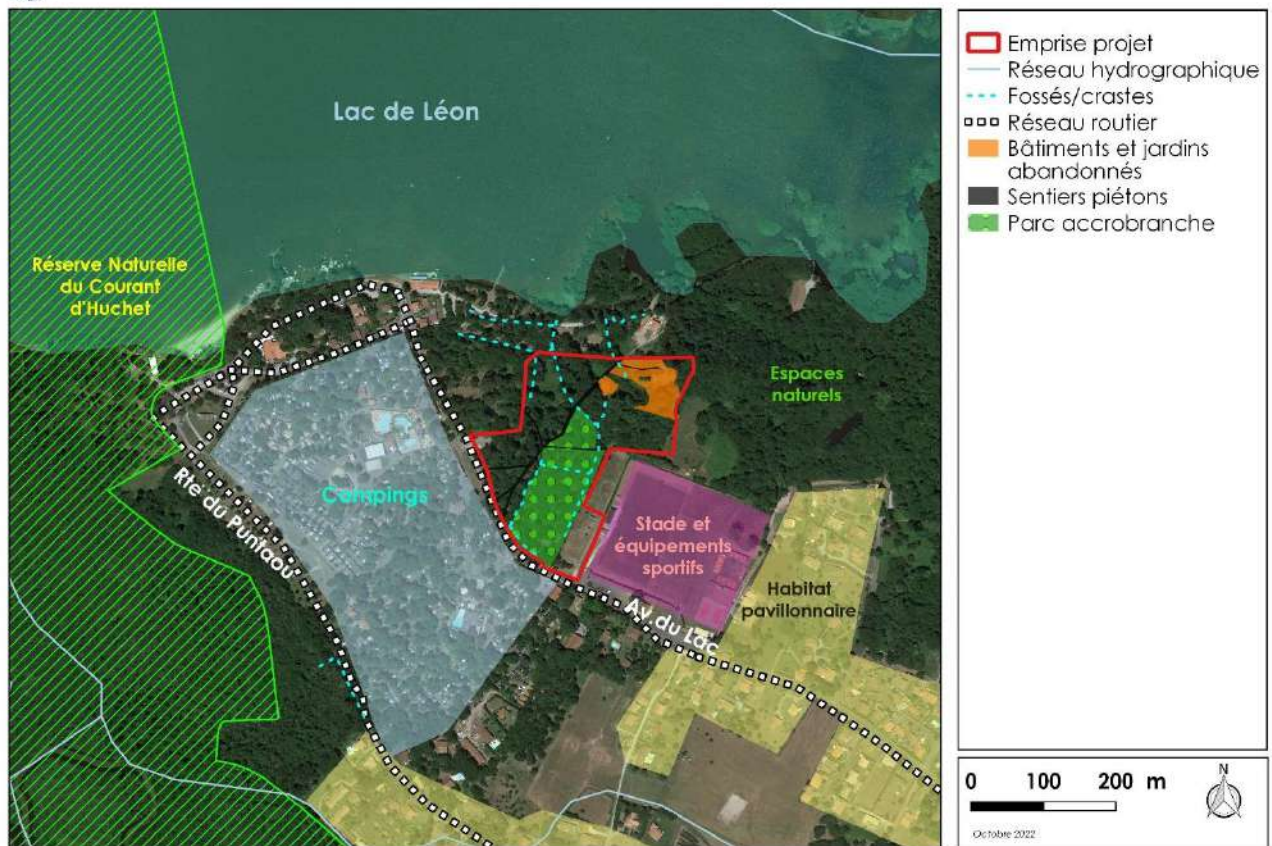 Lac de Léon
Réserve Naturelle
du Courant
d'Huchet
Espaces
naturels
Campings
Rte du Puntaou
Stade et
équipements
sportifs
Habitat
pavillonnaire
Av. du Lac
Emprise projet
Réseau hydrographique
Fossés/crastes
Réseau routier
Bâtiments et jardins
abandonnés
Sentiers piétons
Parc accrobranche
0 100 200 m
N
Octobre 2022